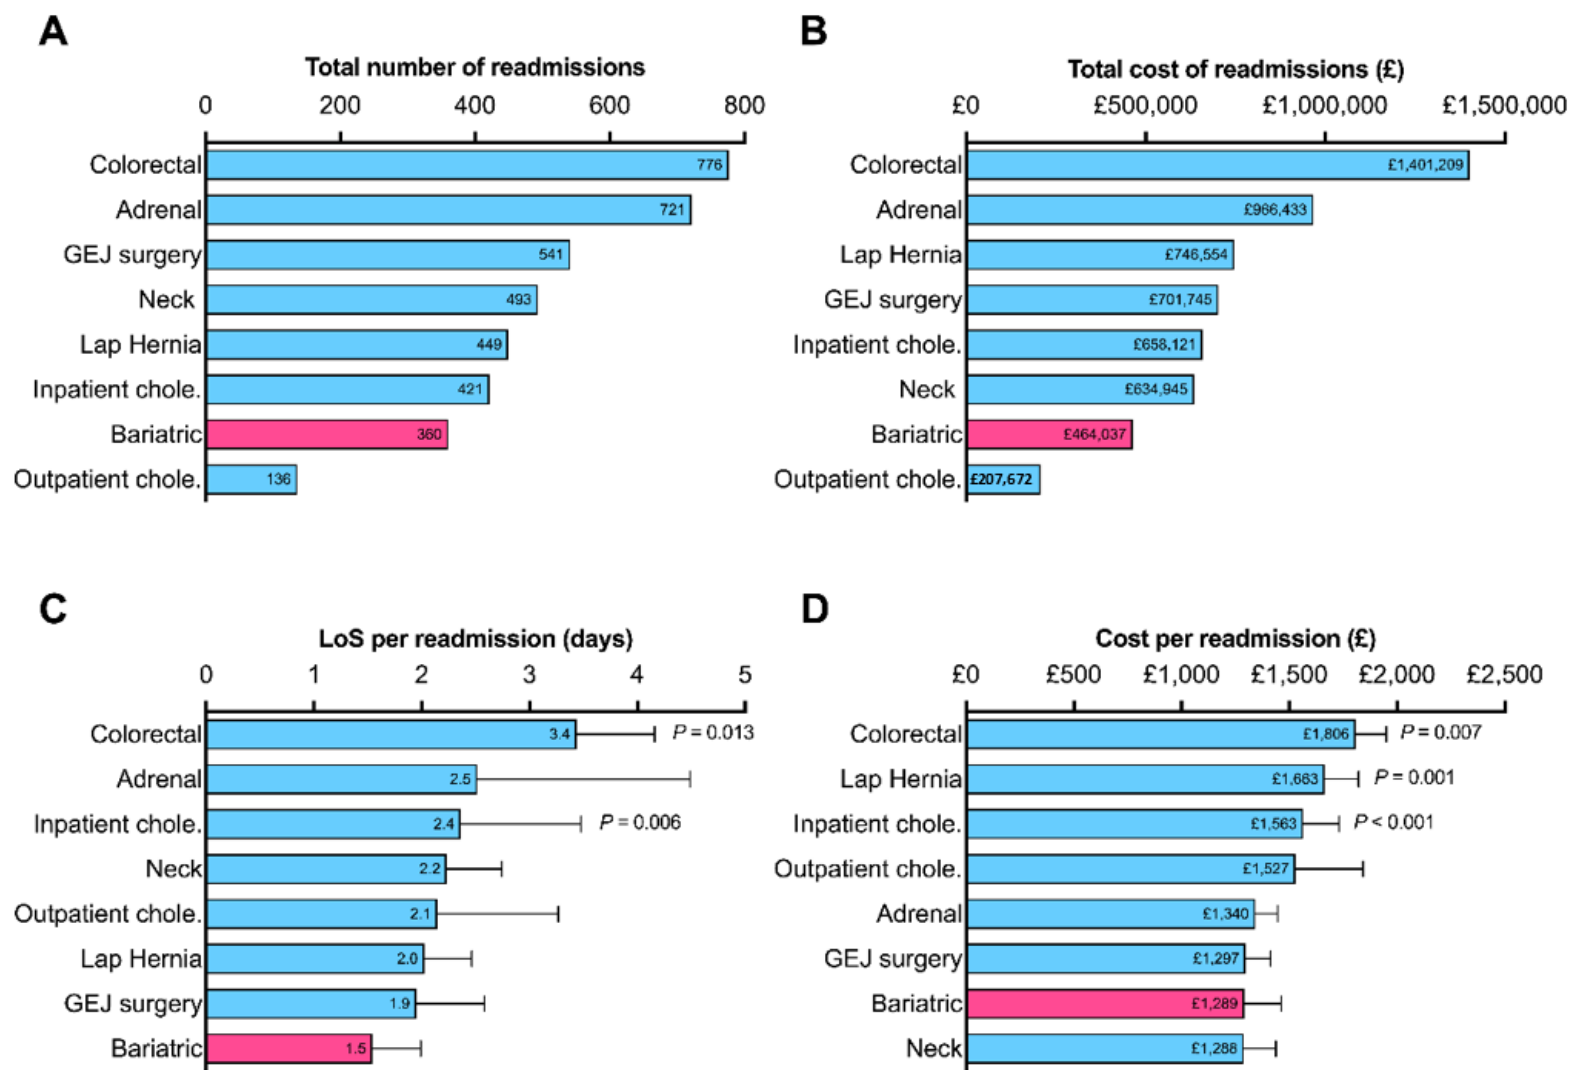 A
Total number of readmissions
0 200 400 600 800
Colorectal 776
Adrenal 721
GEJ surgery 541
Neck 493
Lap Hernia 449
Inpatient chole. 421
Bariatric 360
Outpatient chole. 136
B
Total cost of readmissions (£)
£0 £500,000 £1,000,000 £1,500,000
Colorectal £1,401,209
Adrenal £966,433
Lap Hernia £746,554
GEJ surgery £701,745
Inpatient chole. £658,121
Neck £634,945
Bariatric £464,037
Outpatient chole. £207,672
C
LoS per readmission (days)
0 1 2 3 4 5
Colorectal 3.4 P = 0.013
Adrenal 2.5
Inpatient chole. 2.4 P = 0.006
Neck 2.2
Outpatient chole. 2.1
Lap Hernia 2.0
GEJ surgery 1.9
Bariatric 1.5
D
Cost per readmission (£)
£0 £500 £1,000 £1,500 £2,000 £2,500
Colorectal £1,806 P = 0.007
Lap Hernia £1,663 P = 0.001
Inpatient chole. £1,563 P < 0.001
Outpatient chole. £1,527
Adrenal £1,340
GEJ surgery £1,297
Bariatric £1,289
Neck £1,288